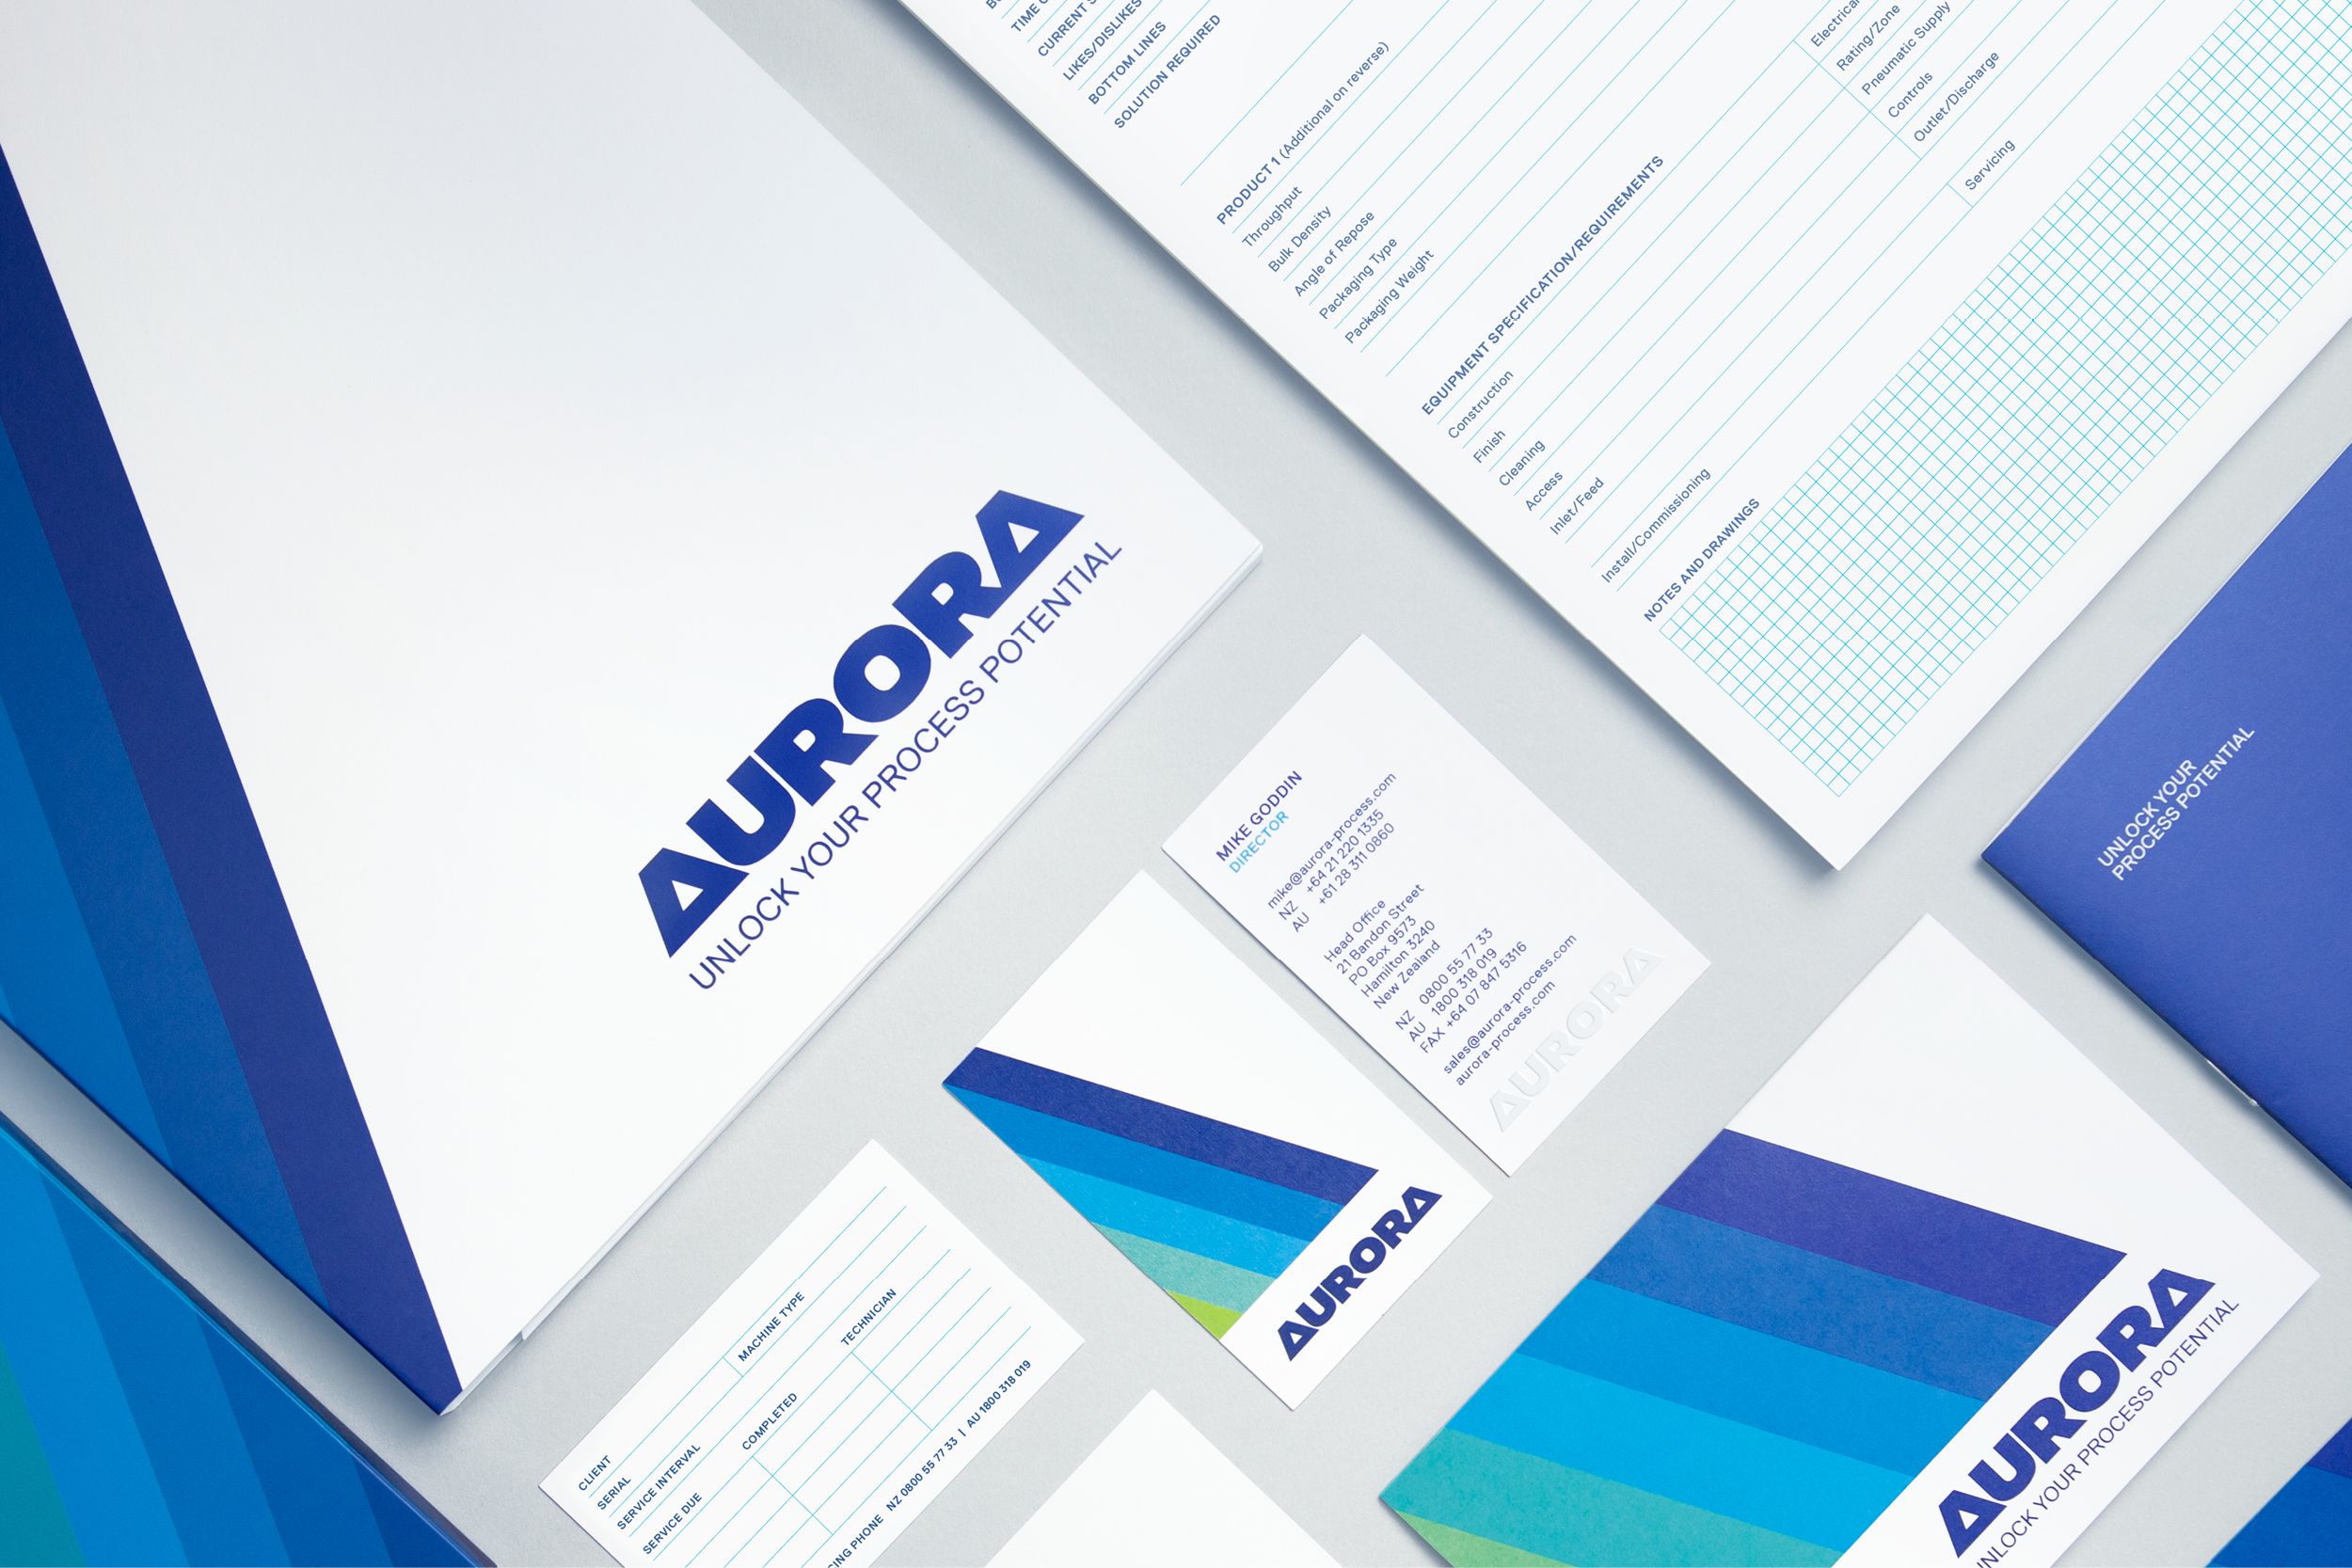 AURORA
UNLOCK YOUR PROCESS POTENTIAL
LIKES/DISLIKES
BOTTOM LINES
SOLUTION REQUIRED
PRODUCT 1 (Additional on reverse)
Throughput
Bulk Density
Angle of Repose
Packaging Type
Packaging Weight
EQUIPMENT SPECIFICATION/REQUIREMENTS
Construction
Finish
Cleaning
Access
Inlet/Feed
Electrical
Rating/Zone
Pneumatic Supply
Controls
Outlet/Discharge
Install/Commissioning
Servicing
NOTES AND DRAWINGS
MIKE GODDIN
DIRECTOR
mike@aurora-process.com
NZ +64 21 220 1335
AU +61 28 311 0860
Head Office
21 Bandon Street
PO Box 9573
Hamilton 3240
New Zealand
NZ 0800 55 77 33
AU 1800 318 019
FAX +64 07 847 5316
sales@aurora-process.com
aurora-process.com
AURORA
UNLOCK YOUR
PROCESS POTENTIAL
AURORA
CLIENT
SERIAL
MACHINE TYPE
SERVICE INTERVAL
SERVICE DUE
COMPLETED
TECHNICIAN
PHONE NZ 0800 55 77 33 | AU 1800 318 019
AURORA
UNLOCK YOUR PROCESS POTENTIAL